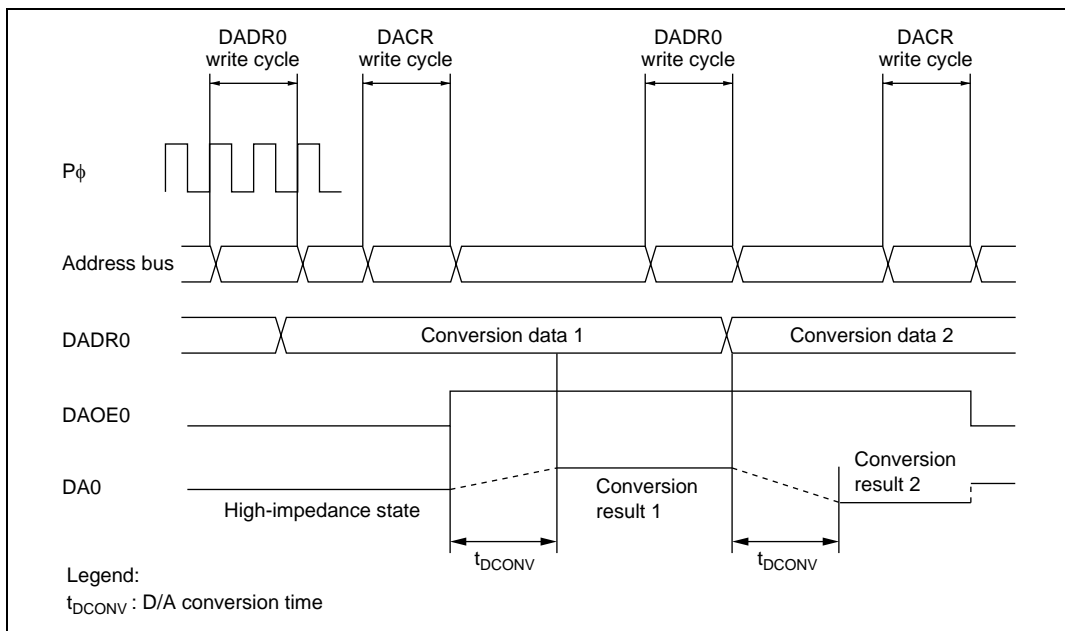 DADR0
write cycle
DACR
write cycle
DADR0
write cycle
DACR
write cycle
Pϕ
Address bus
DADR0
Conversion data 1
Conversion data 2
DAOE0
DA0
High-impedance state
Conversion
result 1
Conversion
result 2
tDCONV
tDCONV
Legend:
tDCONV : D/A conversion time